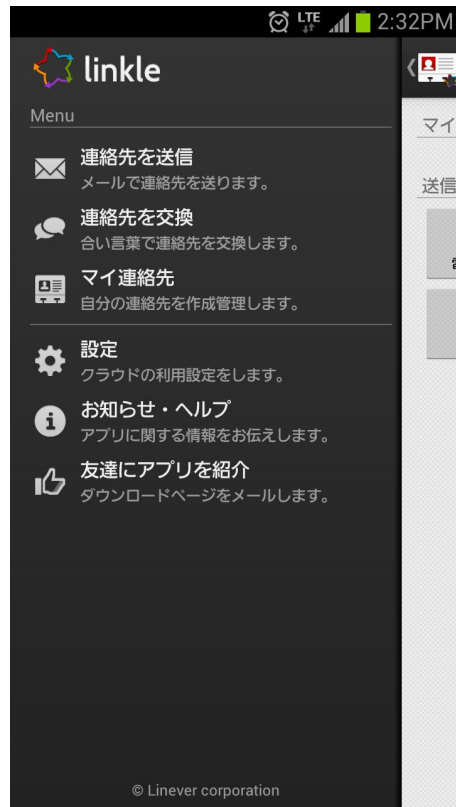 LTE 2:32PM
linkle
Menu
連絡先を送信
メールで連絡先を送ります。
連絡先を交換
合い言葉で連絡先を交換します。
マイ連絡先
自分の連絡先を作成管理します。
設定
クラウドの利用設定をします。
お知らせ・ヘルプ
アプリに関する情報をお伝えします。
友達にアプリを紹介
ダウンロードページをメールします。
© Linever corporation
マイ
送信